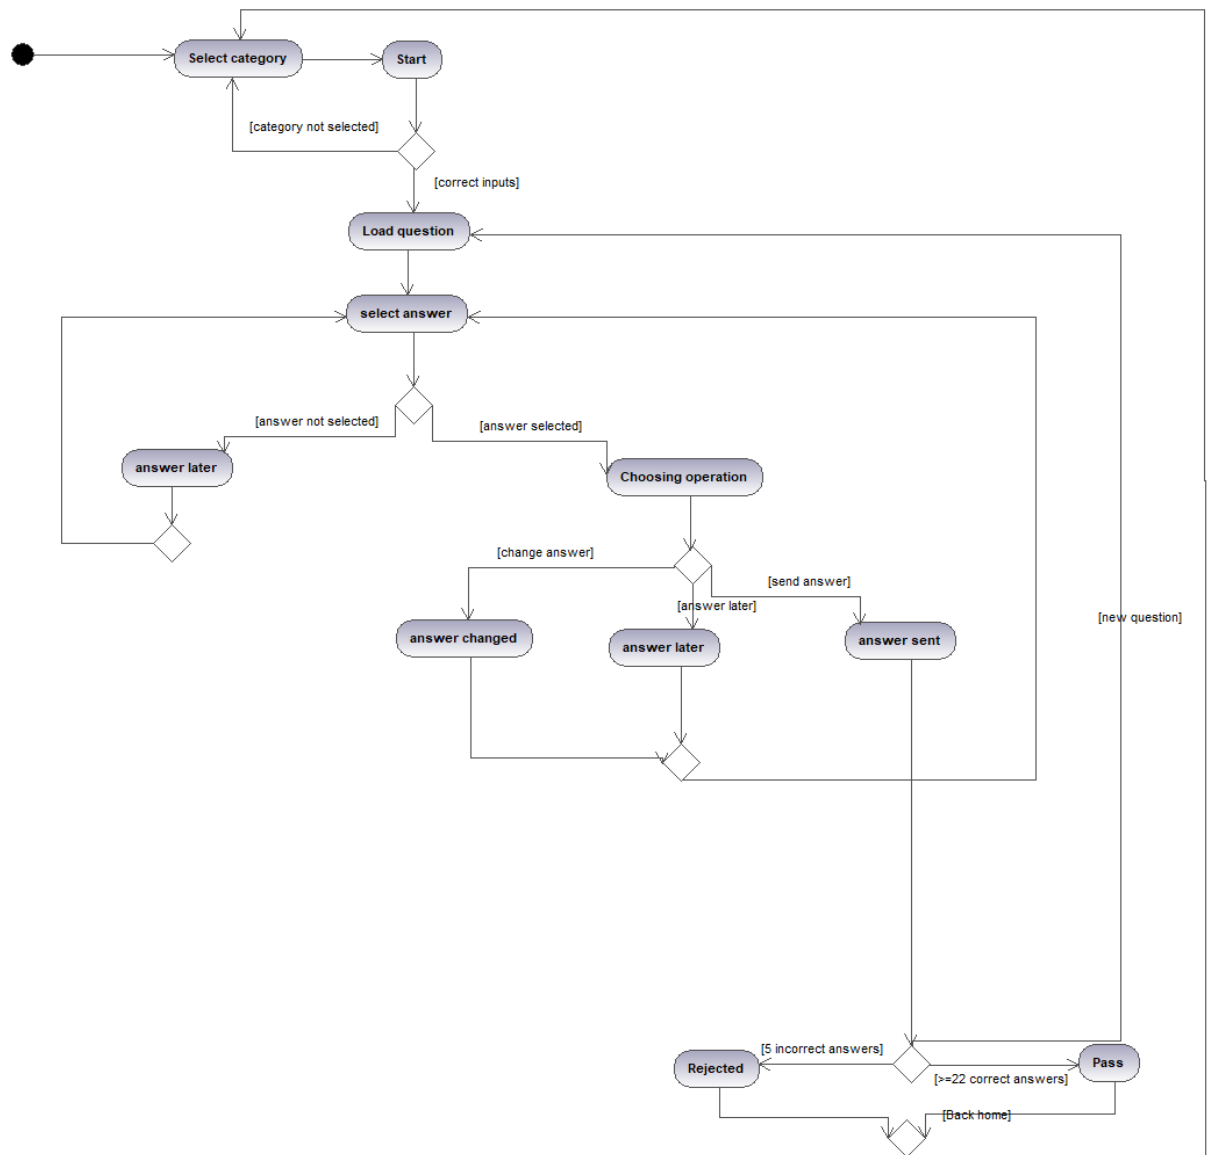 Select category
Start
[category not selected]
[correct inputs]
Load question
select answer
[answer not selected]
[answer selected]
answer later
Choosing operation
[change answer]
[send answer]
[answer later]
[new question]
answer changed
answer later
answer sent
[5 incorrect answers]
Rejected
Pass
[>=22 correct answers]
[Back home]